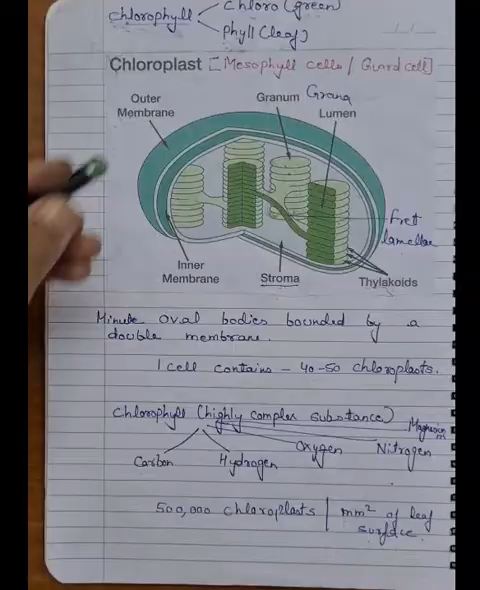 chlorophyll
Chloro (green)
Phyll (leaf)
Chloroplast [Mesophyll cells / Guard cell]
Outer
Membrane
Granum Grana
Lumen
Fret
lamellae
Inner
Membrane
Stroma
Thylakoids
Minute oval bodies bounded by a
double membrane.
1 cell contains - 40-50 chloroplasts.
Chlorophyll (highly complex substance)
Carbon
Hydrogen
Oxygen
Nitrogen
500,000 chloroplasts / mm² of leaf
surface.